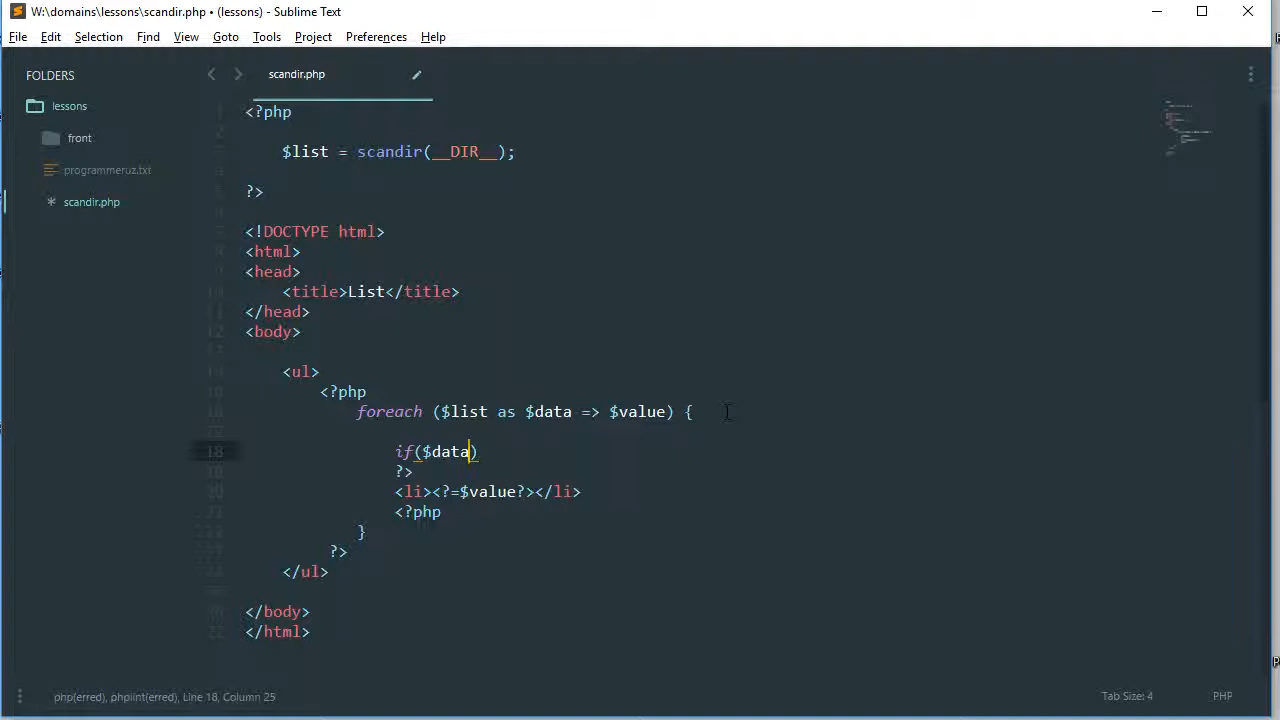 W:\domains\lessons\scandir.php • (lessons) - Sublime Text
File Edit Selection Find View Goto Tools Project Preferences Help
FOLDERS
lessons
front
programmeruz.txt
scandir.php
scandir.php
<?php
$list = scandir(__DIR__);
?>
<!DOCTYPE html>
<html>
<head>
<title>List</title>
</head>
<body>
<ul>
<?php
foreach ($list as $data => $value) {
18 if($data)
?>
<li><?=$value?></li>
<?php
}
?>
</ul>
</body>
</html>
php(erred), phplint(erred), Line 18, Column 25
Tab Size: 4
PHP